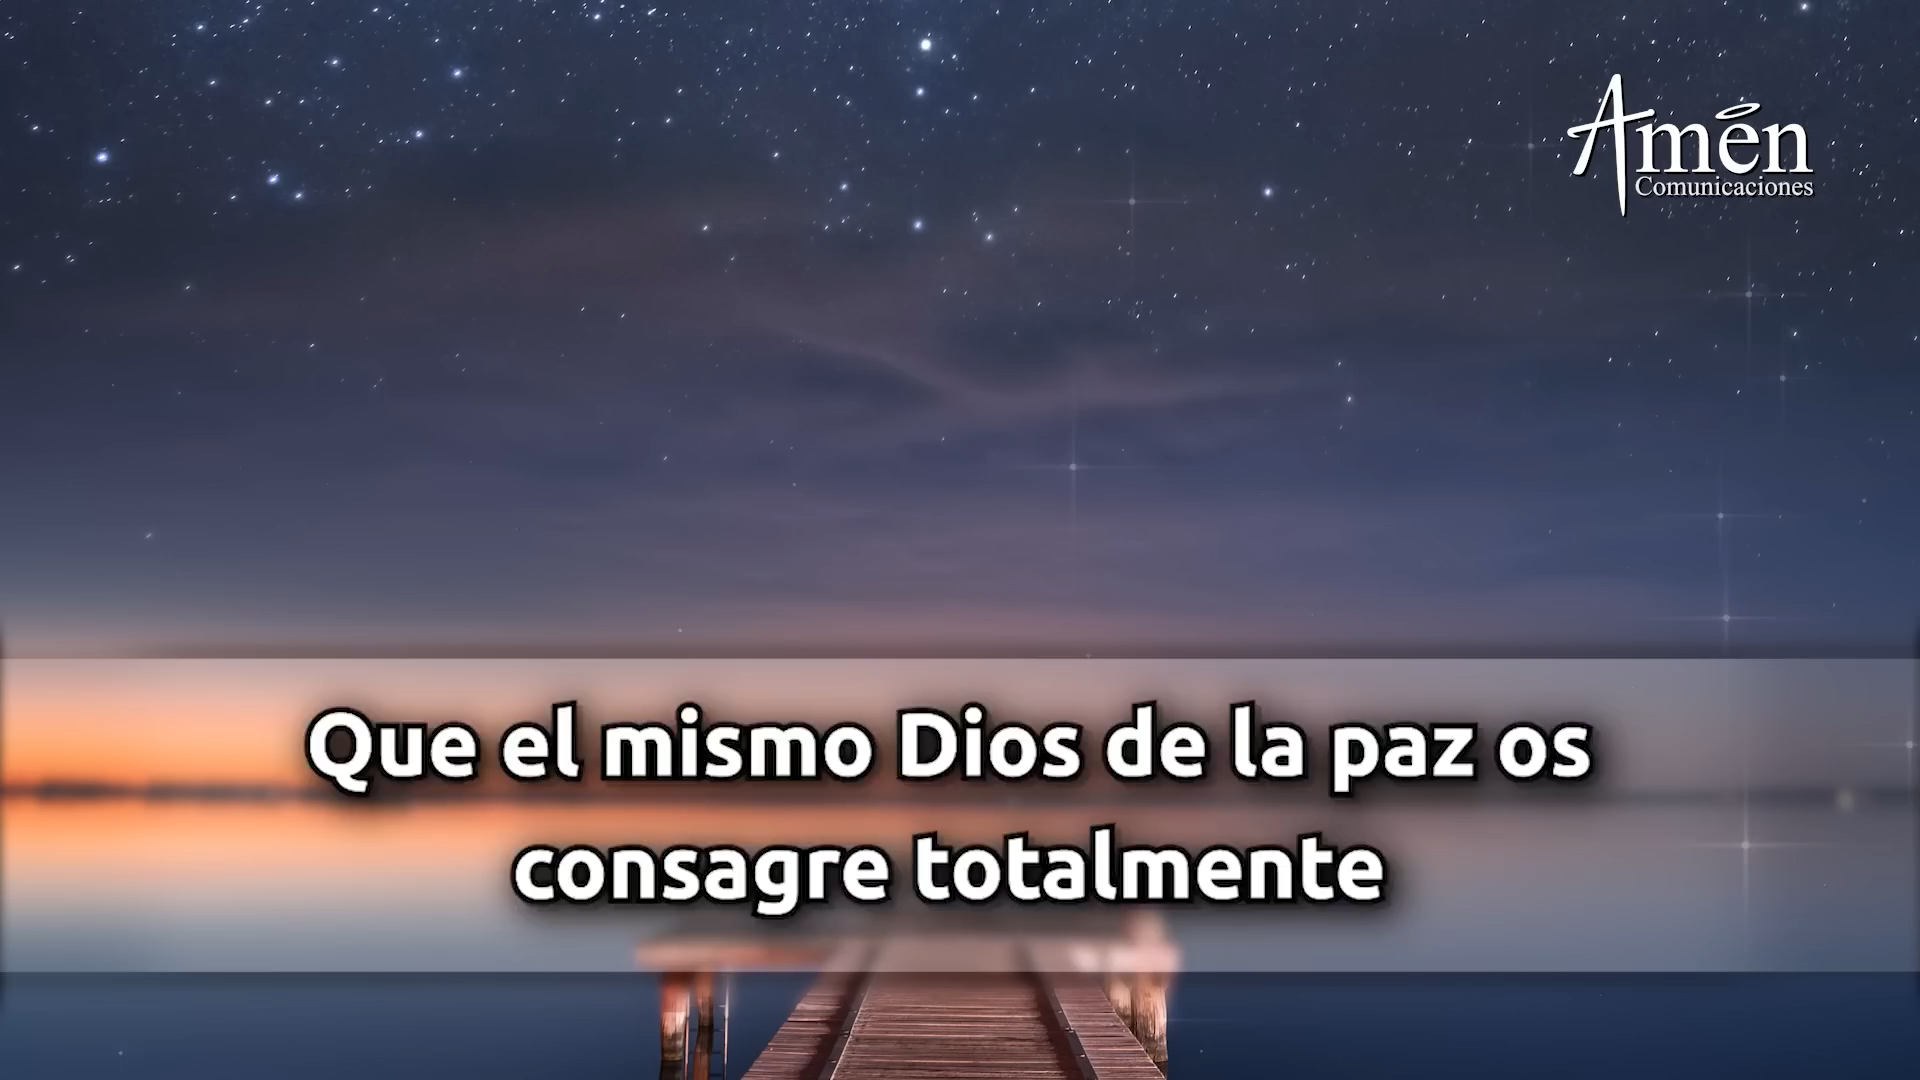 Amén
Comunicaciones
Que el mismo Dios de la paz os
consagre totalmente